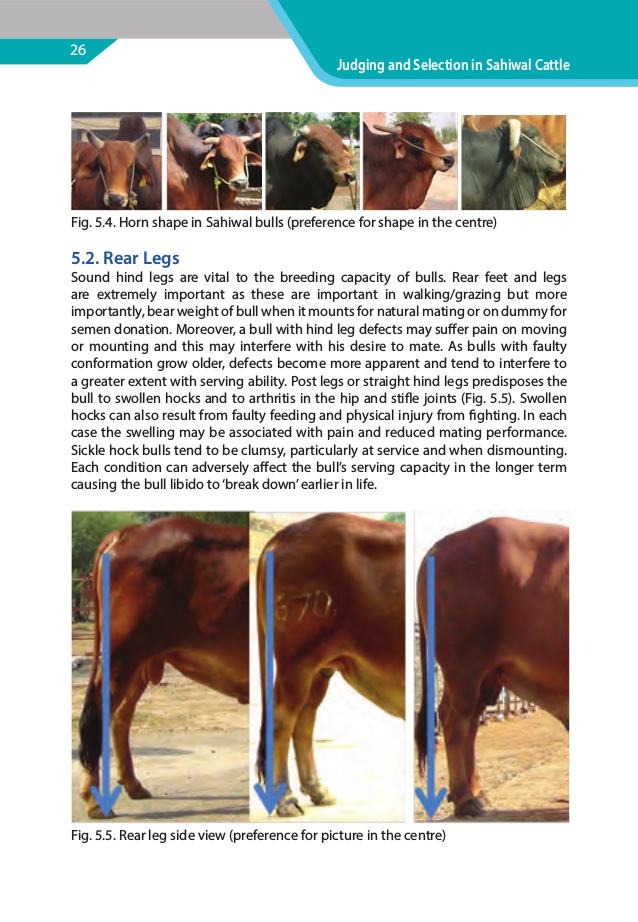 26
Judging and Selection in Sahiwal Cattle
Fig. 5.4. Horn shape in Sahiwal bulls (preference for shape in the centre)
5.2. Rear Legs
Sound hind legs are vital to the breeding capacity of bulls. Rear feet and legs
are extremely important as these are important in walking/grazing but more
importantly, bear weight of bull when it mounts for natural mating or on dummy for
semen donation. Moreover, a bull with hind leg defects may suffer pain on moving
or mounting and this may interfere with his desire to mate. As bulls with faulty
conformation grow older, defects become more apparent and tend to interfere to
a greater extent with serving ability. Post legs or straight hind legs predisposes the
bull to swollen hocks and to arthritis in the hip and stifle joints (Fig. 5.5). Swollen
hocks can also result from faulty feeding and physical injury from fighting. In each
case the swelling may be associated with pain and reduced mating performance.
Sickle hock bulls tend to be clumsy, particularly at service and when dismounting.
Each condition can adversely affect the bull’s serving capacity in the longer term
causing the bull libido to ‘break down’ earlier in life.
670
Fig. 5.5. Rear leg side view (preference for picture in the centre)